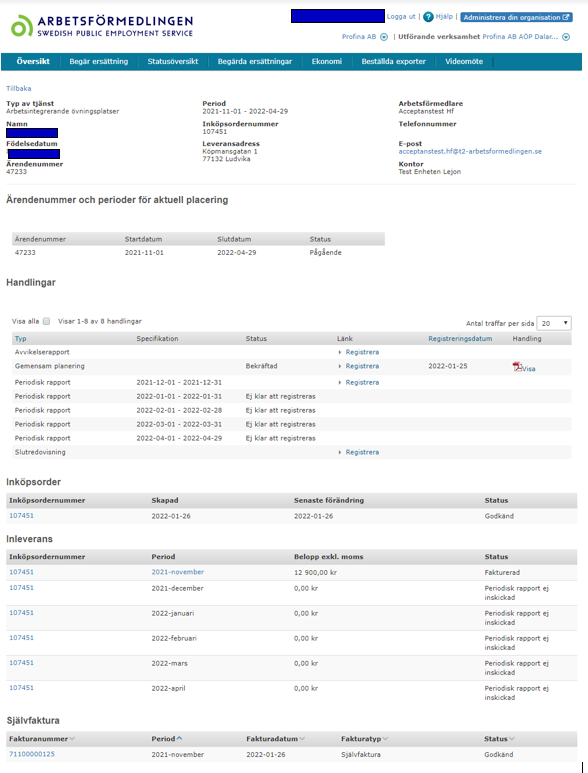 ARBETSFÖRMEDLINGEN
SWEDISH PUBLIC EMPLOYMENT SERVICE
Logga ut | ? Hjälp | Administrera din organisation
Profina AB | Utförande verksamhet Profina AB AÖP Dalar...
Översikt Begär ersättning Statusöversikt Begärda ersättningar Ekonomi Beställda exporter Videomöte
Tillbaka
Typ av tjänst Period Arbetsförmedlare
Arbetsintegrerande övningsplatser 2021-11-01 - 2022-04-29 Acceptanstest Hf
Namn Inköpsordernummer Telefonnummer
107451
Födelsedatum Leveransadress E-post
Köpmansgatan 1 acceptanstest.hf@t2-arbetsformedlingen.se
77132 Ludvika
Ärendenummer Kontor
47233 Test Enheten Lejon
Ärendenummer och perioder för aktuell placering
Ärendenummer Startdatum Slutdatum Status
47233 2021-11-01 2022-04-29 Pågående
Handlingar
Visa alla Visar 1-8 av 8 handlingar Antal träffar per sida 20
Typ Specifikation Status Länk Registreringsdatum Handling
Avvikelserapport Registrera
Gemensam planering Bekräftad Registrera 2022-01-25 Visa
Periodisk rapport 2021-12-01 - 2021-12-31 Registrera
Periodisk rapport 2022-01-01 - 2022-01-31 Ej klar att registreras
Periodisk rapport 2022-02-01 - 2022-02-28 Ej klar att registreras
Periodisk rapport 2022-03-01 - 2022-03-31 Ej klar att registreras
Periodisk rapport 2022-04-01 - 2022-04-29 Ej klar att registreras
Slutredovisning Registrera
Inköpsorder
Inköpsordernummer Skapad Senaste förändring Status
107451 2022-01-26 2022-01-26 Godkänd
Inleverans
Inköpsordernummer Period Belopp exkl. moms Status
107451 2021-november 12 900,00 kr Fakturerad
107451 2021-december 0,00 kr Periodisk rapport ej
inskickad
107451 2022-januari 0,00 kr Periodisk rapport ej
inskickad
107451 2022-februari 0,00 kr Periodisk rapport ej
inskickad
107451 2022-mars 0,00 kr Periodisk rapport ej
inskickad
107451 2022-april 0,00 kr Periodisk rapport ej
inskickad
Självfaktura
Fakturanummer Period Fakturadatum Fakturatyp Status
71100000125 2021-november 2022-01-26 Självfaktura Godkänd